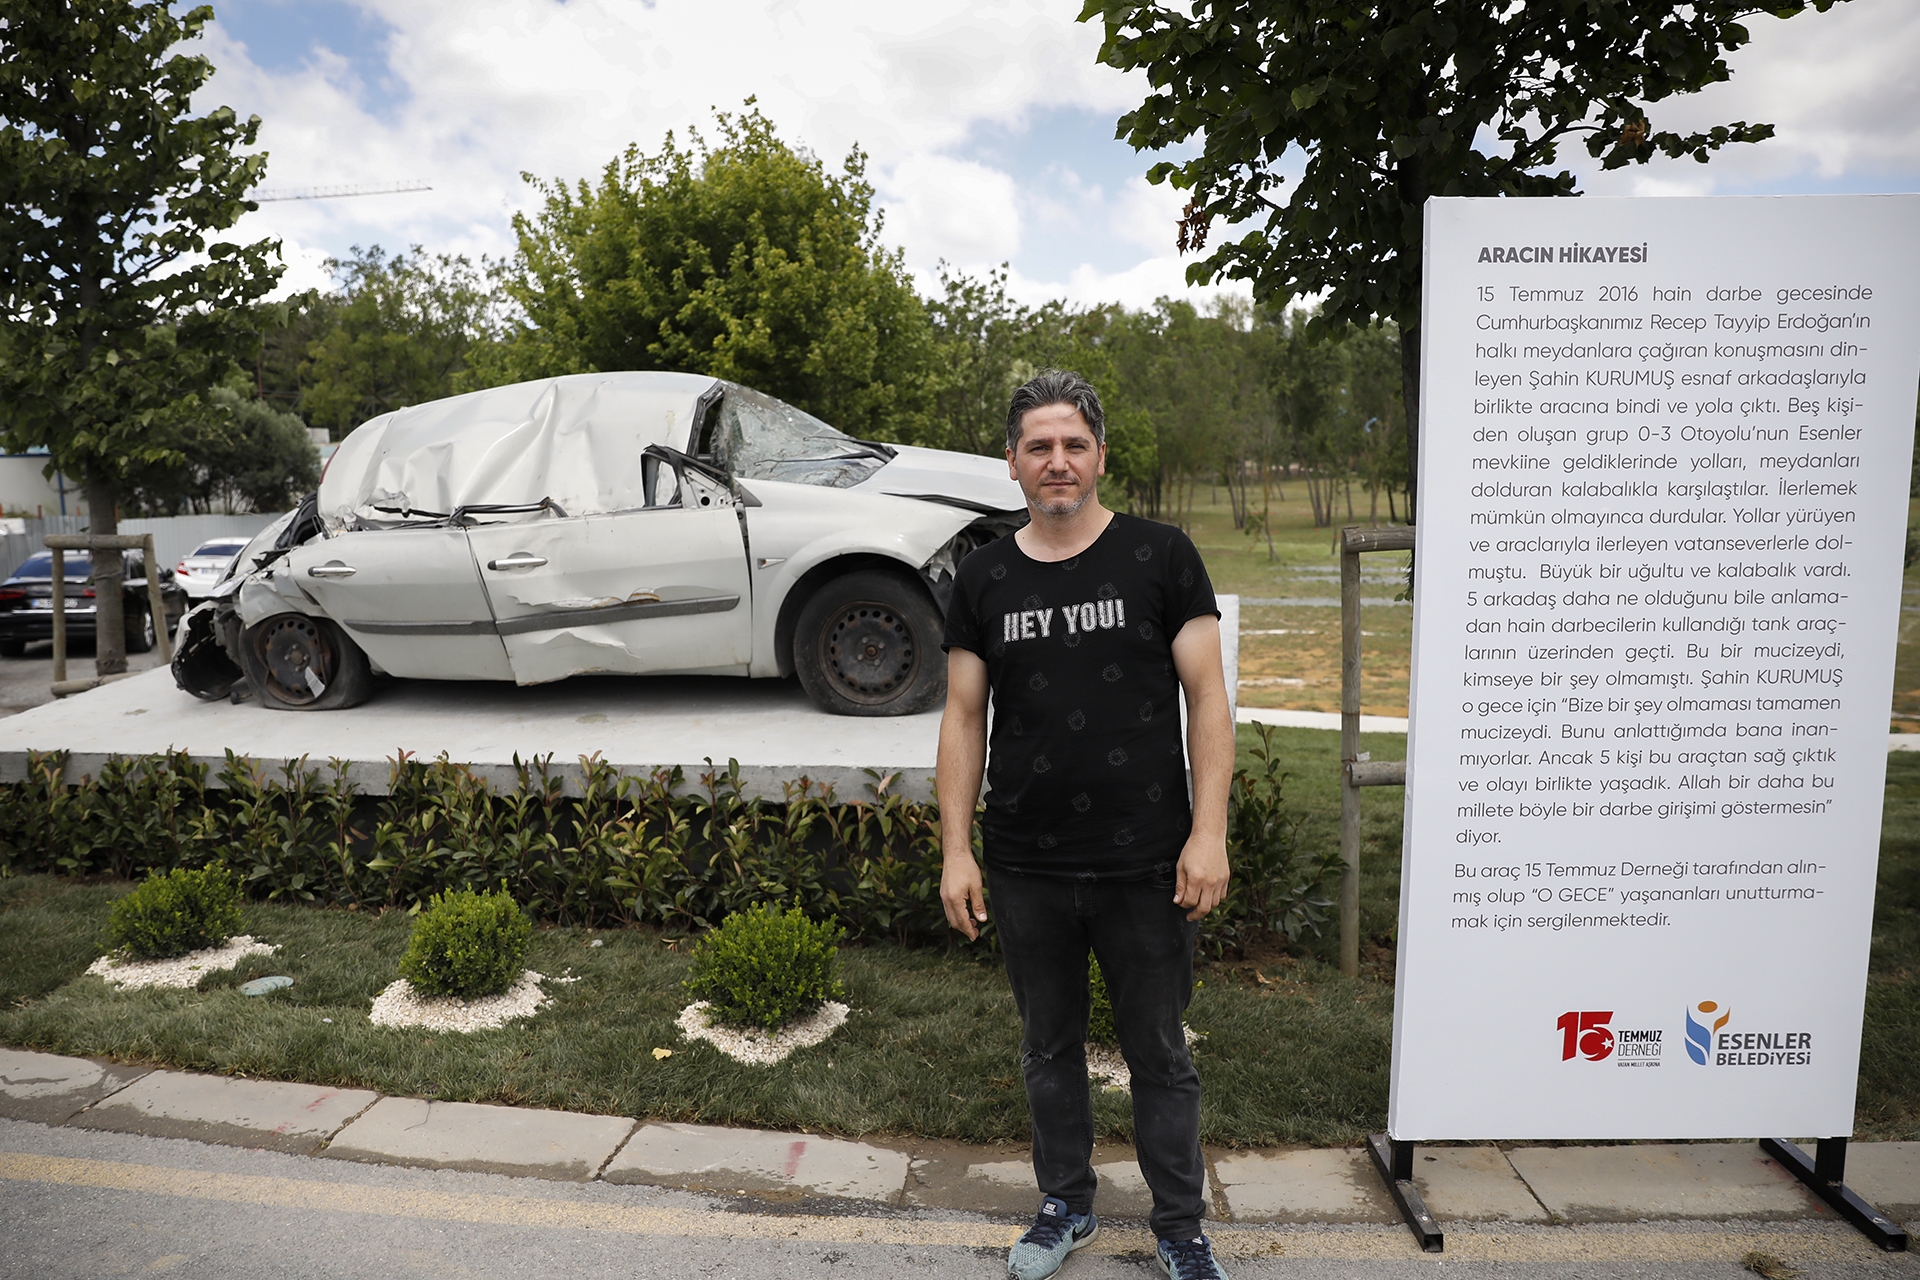 ARACIN HİKAYESİ
15 Temmuz 2016 hain darbe gecesinde
Cumhurbaşkanımız Recep Tayyip Erdoğan'ın
halkı meydanlara çağıran konuşmasını din-
leyen Şahin KURUMUŞ esnaf arkadaşlarıyla
birlikte aracına bindi ve yola çıktı. Beş kişi-
den oluşan grup 0-3 Otoyolu'nun Esenler
mevkiine geldiklerinde yolları, meydanları
dolduran kalabalıkla karşılaştılar. İlerlemek
mümkün olmayınca durdular. Yollar yürüyen
ve araclarıyla ilerleyen vatanseverlerle dol-
muştu. Büyük bir uğultu ve kalabalık vardı.
5 arkadaş daha ne olduğunu bile anlama-
dan hain darbecilerin kullandığı tank araç-
larının üzerinden geçti. Bu bir mucizeydi,
kimseye bir şey olmamıştı. Şahin KURUMUŞ
o gece için "Bize bir şey olmaması tamamen
mucizeydi. Bunu anlattığımda bana inan-
mıyorlar. Ancak 5 kişi bu araçtan sağ çıktık
ve olayı birlikte yaşadık. Allah bir daha bu
millete böyle bir darbe girişimi göstermesin"
diyor.
Bu araç 15 Temmuz Derneği tarafından alın-
mış olup "O GECE" yaşananları unutturma-
mak için sergilenmektedir.
15 TEMMUZ
DERNEĞİ
VATAN MİLLET AŞKINA
ESENLER
BELEDİYESİ
HEY YOU!